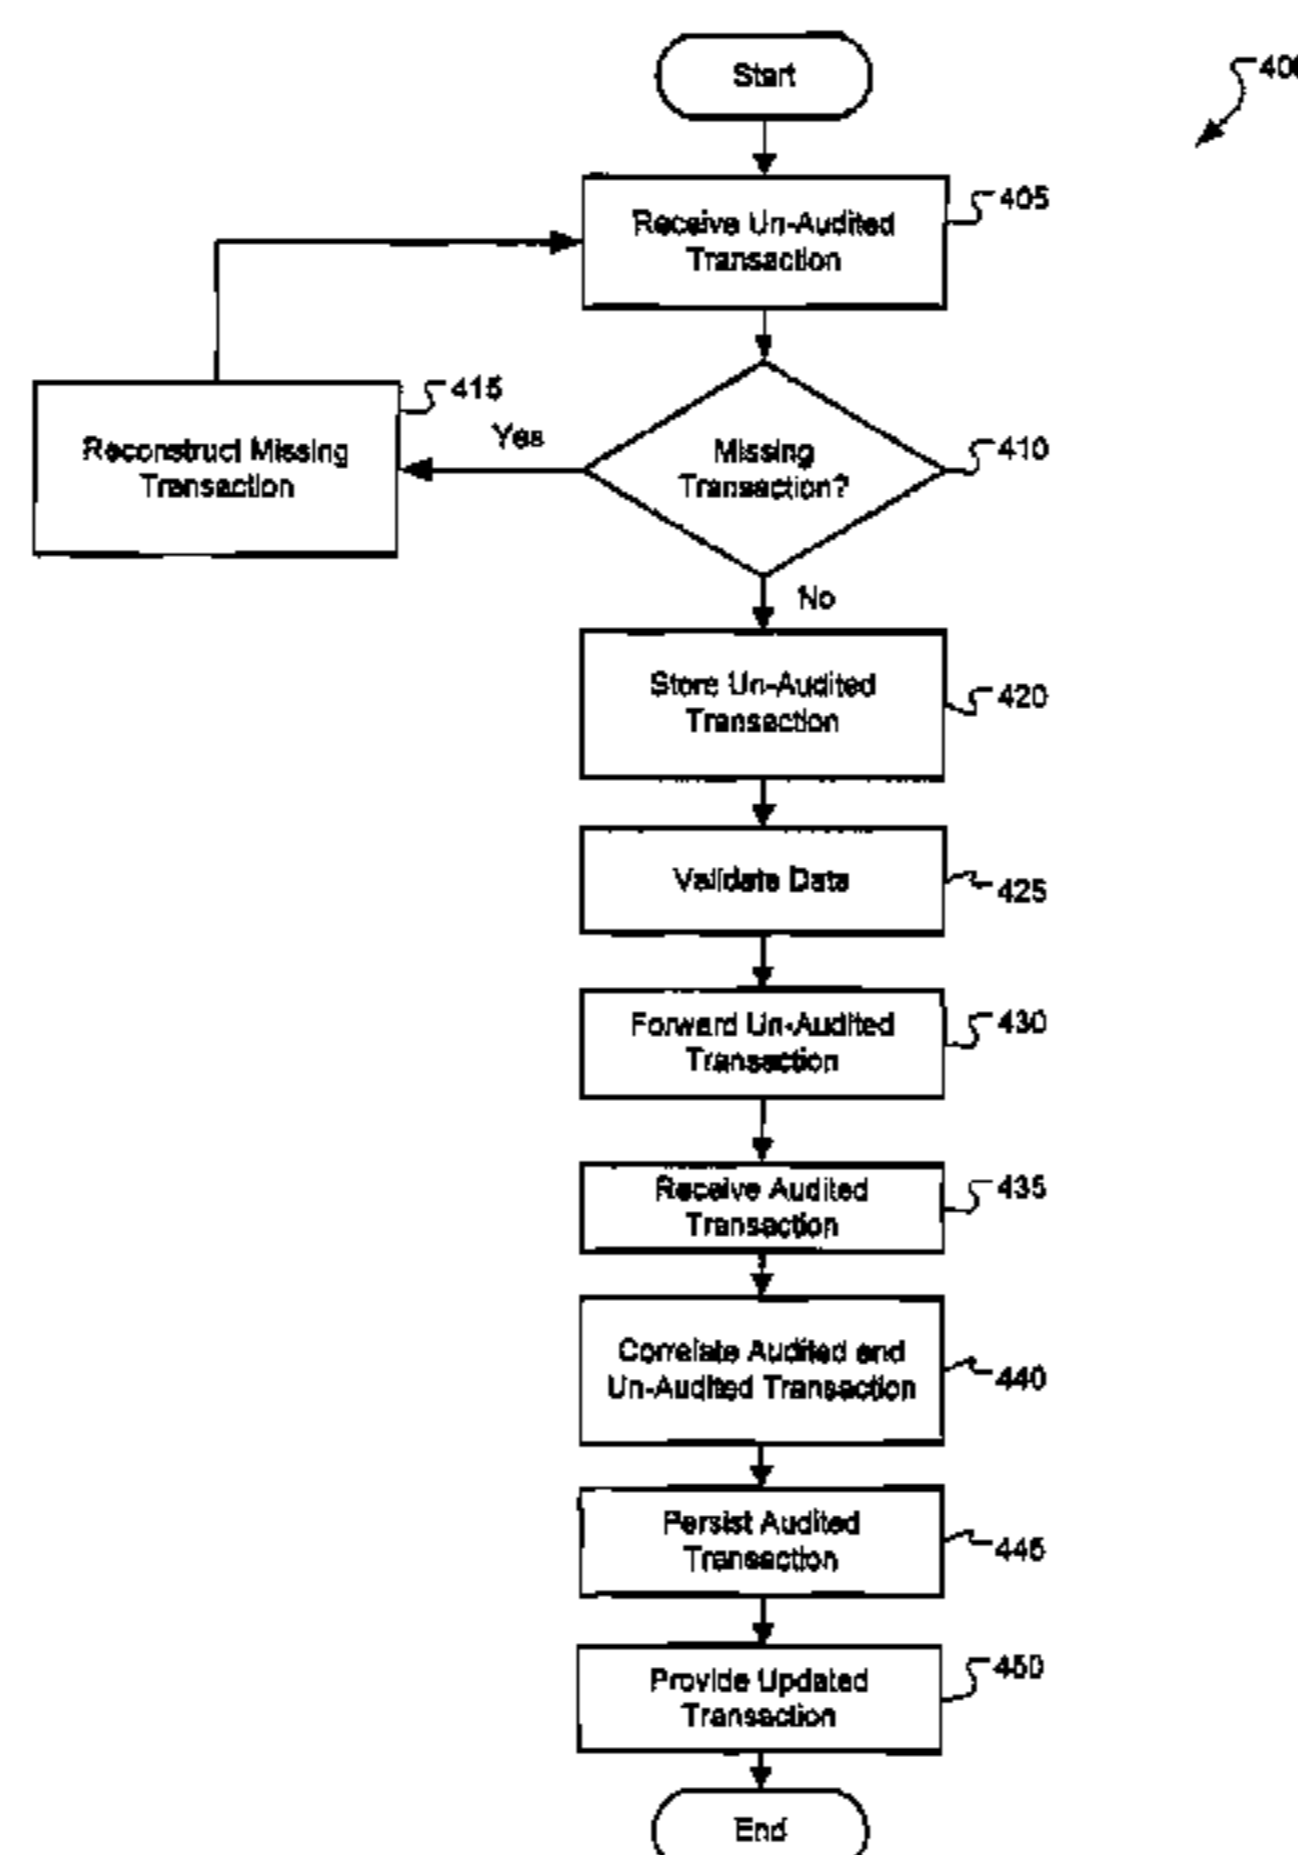 Start
400
Receive Un-Audited
Transaction
405
Reconstruct Missing
Transaction
415
Yes
Missing
Transaction?
410
No
Store Un-Audited
Transaction
420
Validate Data
425
Forward Un-Audited
Transaction
430
Receive Audited
Transaction
435
Correlate Audited and
Un-Audited Transaction
440
Persist Audited
Transaction
445
Provide Updated
Transaction
450
End